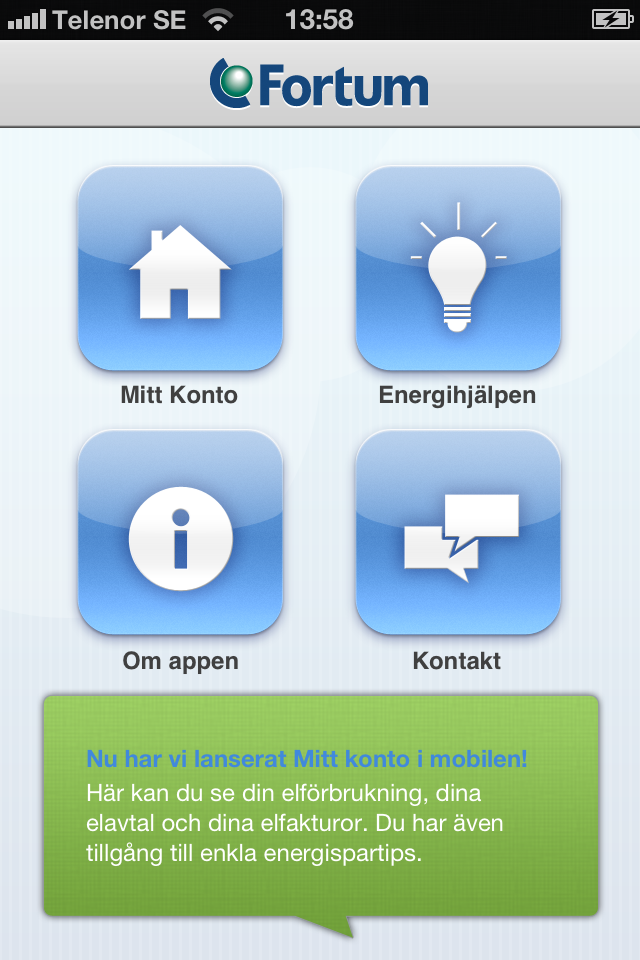 Telenor SE 13:58
Fortum
Mitt Konto Energihjälpen
Om appen Kontakt
Nu har vi lanserat Mitt konto i mobilen!
Här kan du se din elförbrukning, dina
elavtal och dina elfakturor. Du har även
tillgång till enkla energispartips.